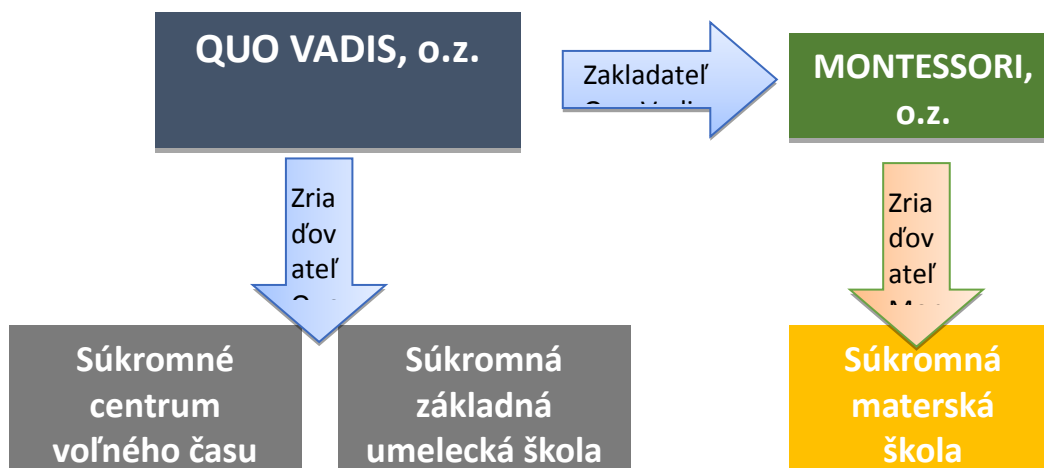 QUO VADIS, o.z.
Zakladateľ
MONTESSORI,
o.z.
Zria
ďov
ateľ
Zria
ďov
ateľ
Súkromné
centrum
voľného času
Súkromná
základná
umelecká škola
Súkromná
materská
škola